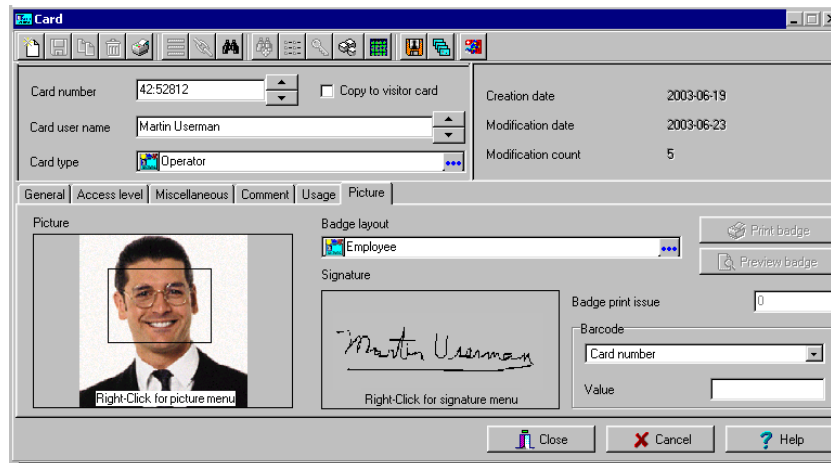 Card
Card number
42:52812
Copy to visitor card
Creation date
2003-06-19
Card user name
Martin Userman
Modification date
2003-06-23
Card type
Operator
Modification count
5
General
Access level
Miscellaneous
Comment
Usage
Picture
Picture
Badge layout
Print badge
Employee
Preview badge
Signature
Badge print issue
0
Barcode
Martin Userman
Card number
Right-Click for picture menu
Right-Click for signature menu
Value
Close
Cancel
Help